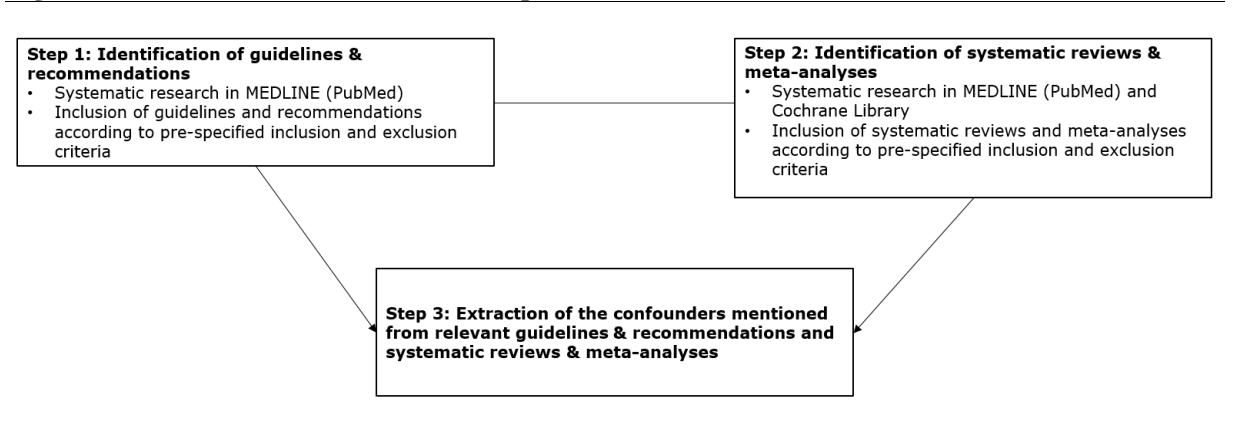 Step 1: Identification of guidelines &
recommendations
• Systematic research in MEDLINE (PubMed)
• Inclusion of guidelines and recommendations
according to pre-specified inclusion and exclusion
criteria
Step 2: Identification of systematic reviews &
meta-analyses
• Systematic research in MEDLINE (PubMed) and
Cochrane Library
• Inclusion of systematic reviews and meta-analyses
according to pre-specified inclusion and exclusion
criteria
Step 3: Extraction of the confounders mentioned
from relevant guidelines & recommendations and
systematic reviews & meta-analyses